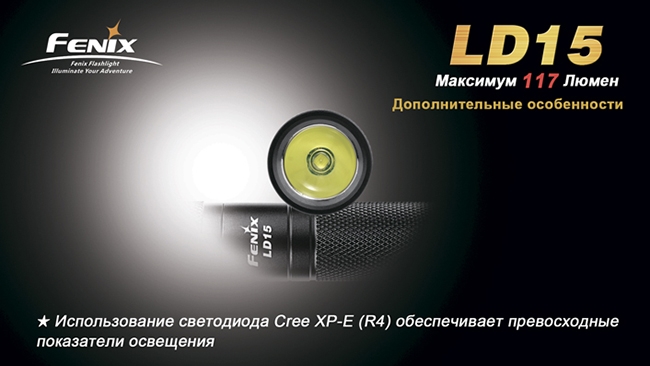 FENIX
Fenix Flashlight
Illuminate Your Adventure
LD15
Максимум 117 Люмен
Дополнительные особенности
FENIX
LD15
★ Использование светодиода Cree XP-E (R4) обеспечивает превосходные
показатели освещения